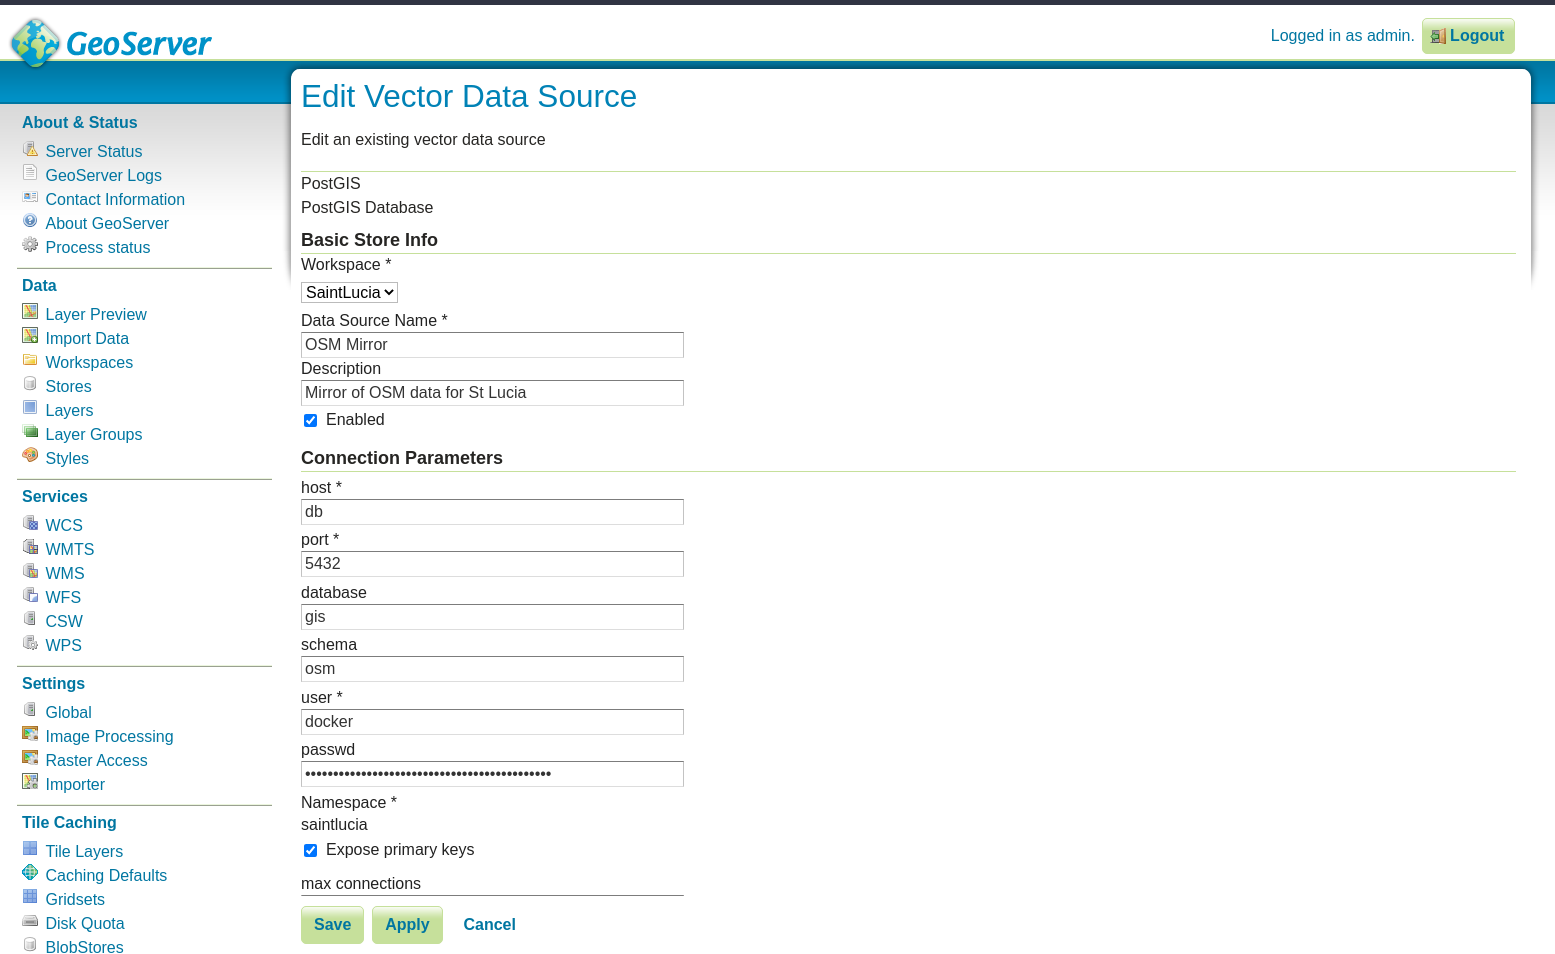 GeoServer
Logged in as admin. Logout
Edit Vector Data Source
Edit an existing vector data source
About & Status
Server Status
GeoServer Logs
Contact Information
About GeoServer
Process status
Data
Layer Preview
Import Data
Workspaces
Stores
Layers
Layer Groups
Styles
Services
WCS
WMTS
WMS
WFS
CSW
WPS
Settings
Global
Image Processing
Raster Access
Importer
Tile Caching
Tile Layers
Caching Defaults
Gridsets
Disk Quota
BlobStores
PostGIS
PostGIS Database
Basic Store Info
Workspace *
SaintLucia
Data Source Name *
OSM Mirror
Description
Mirror of OSM data for St Lucia
Enabled
Connection Parameters
host *
db
port *
5432
database
gis
schema
osm
user *
docker
passwd
••••••••••••••••••••••••••••••••••••••••••••
Namespace *
saintlucia
Expose primary keys
max connections
Save Apply Cancel